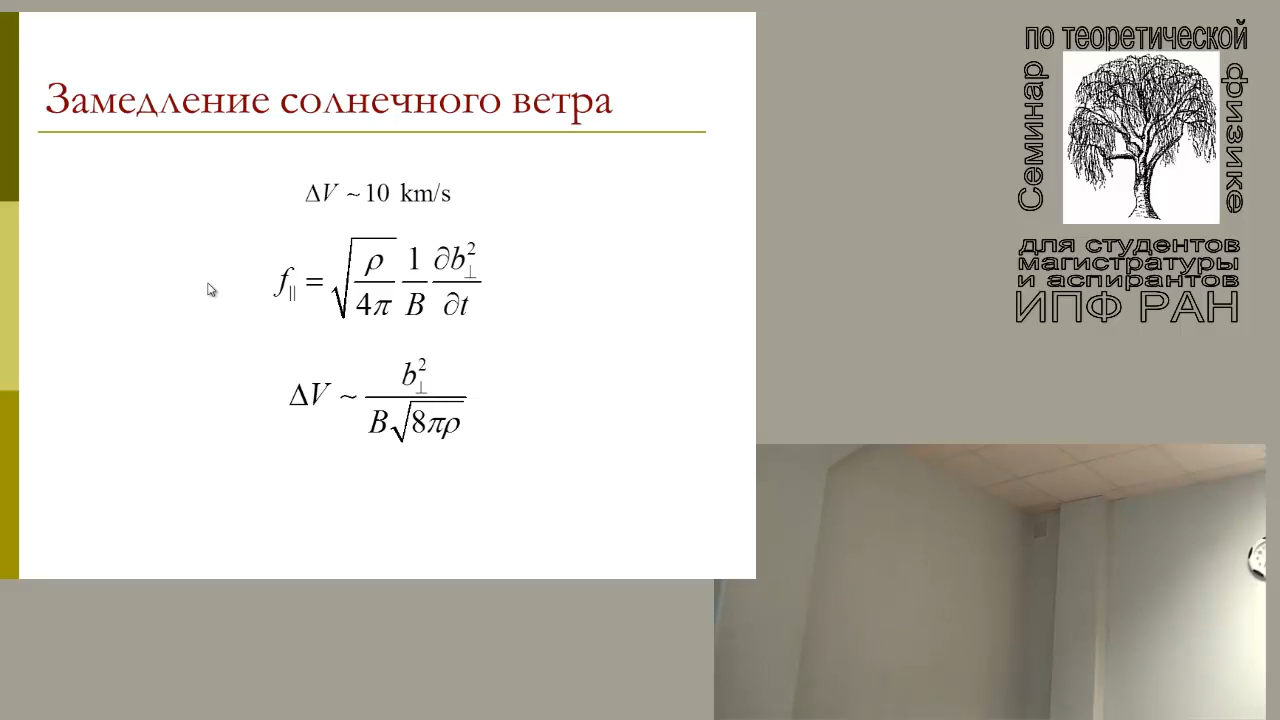 Замедление солнечного ветра
ΔV ~ 10 km/s
f_∥ = √(ρ/4π) 1/B ∂b_⊥^2/∂t
ΔV ~ b_⊥^2/(B√(8πρ))
Семинар
по теоретической
физике
для студентов
магистратуры
и аспирантов
ИПФ РАН